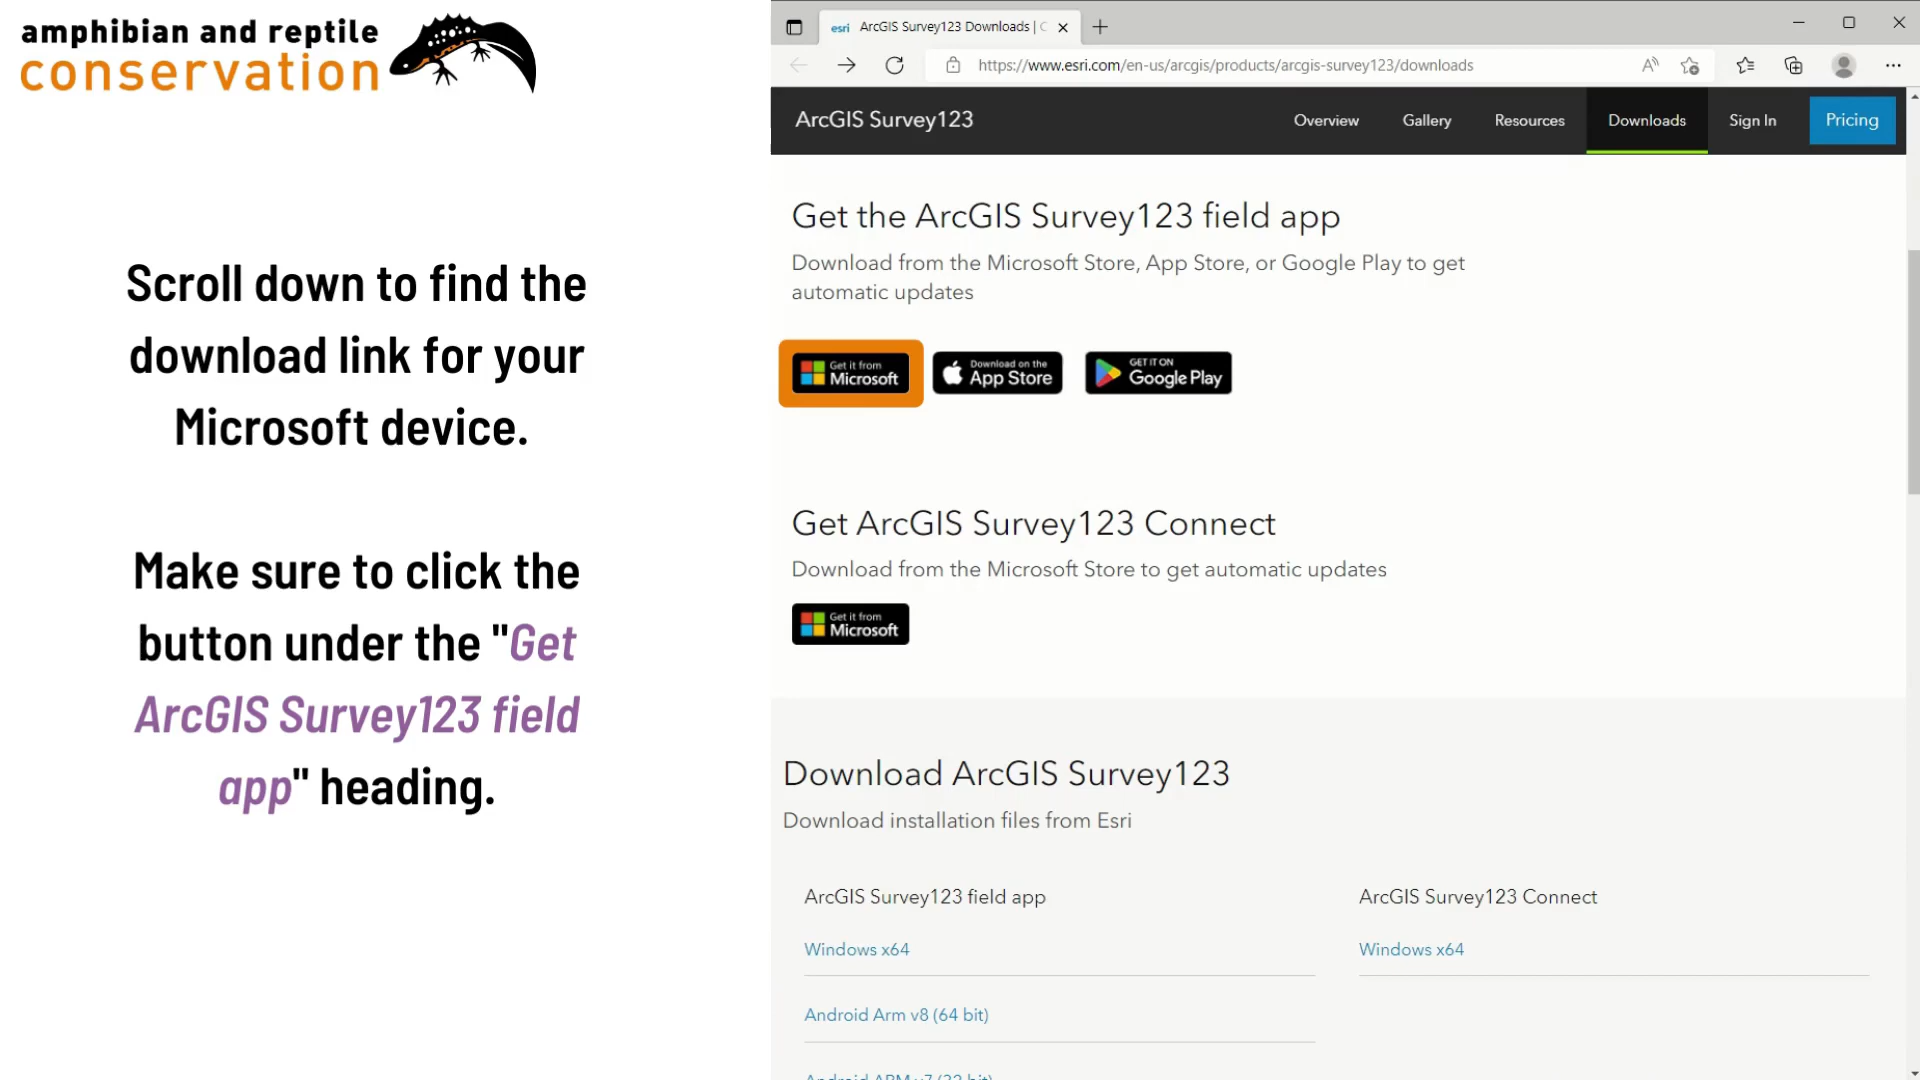 amphibian and reptile
conservation
Scroll down to find the
download link for your
Microsoft device.
Make sure to click the
button under the "Get
ArcGIS Survey123 field
app" heading.
esri ArcGIS Survey123 Downloads |
https://www.esri.com/en-us/arcgis/products/arcgis-survey123/downloads
ArcGIS Survey123
Overview
Gallery
Resources
Downloads
Sign In
Pricing
Get the ArcGIS Survey123 field app
Download from the Microsoft Store, App Store, or Google Play to get
automatic updates
Get it from
Microsoft
Download on the
App Store
GET IT ON
Google Play
Get ArcGIS Survey123 Connect
Download from the Microsoft Store to get automatic updates
Get it from
Microsoft
Download ArcGIS Survey123
Download installation files from Esri
ArcGIS Survey123 field app
ArcGIS Survey123 Connect
Windows x64
Windows x64
Android Arm v8 (64 bit)